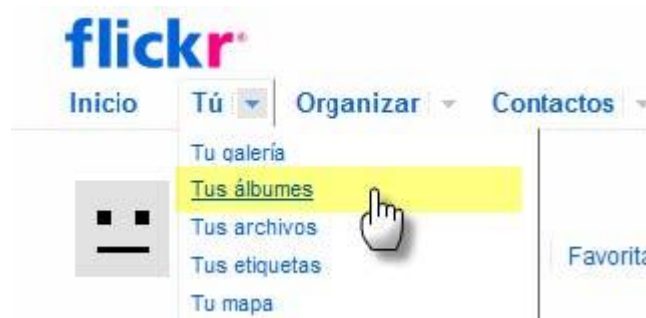 flickr
Inicio Tú Organizar Contactos
Tu galería
Tus álbumes
Tus archivos
Tus etiquetas
Favorita
Tu mapa